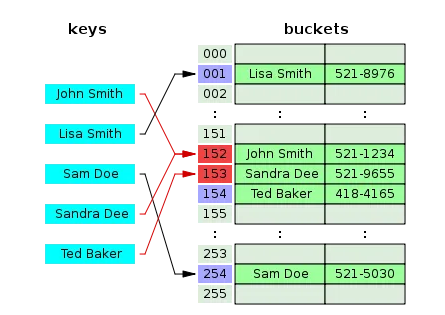 keys buckets
000
John Smith 001 Lisa Smith 521-8976
002
: : :
Lisa Smith 151
152 John Smith 521-1234
Sam Doe 153 Sandra Dee 521-9655
154 Ted Baker 418-4165
Sandra Dee 155
: : :
Ted Baker 253
254 Sam Doe 521-5030
255